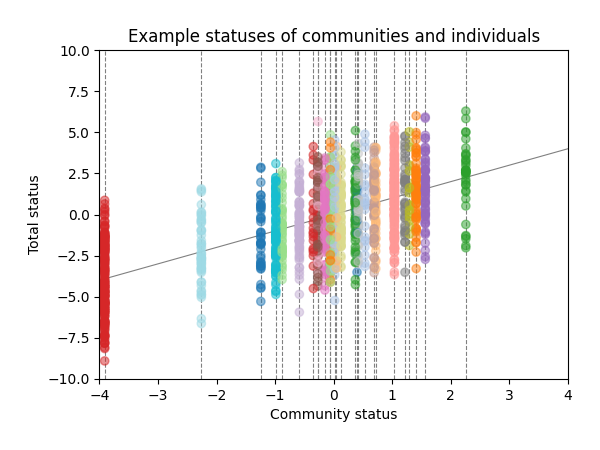 Example statuses of communities and individuals
10.0
7.5
5.0
2.5
0.0
−2.5
−5.0
−7.5
−10.0
Total status
−4 −3 −2 −1 0 1 2 3 4
Community status